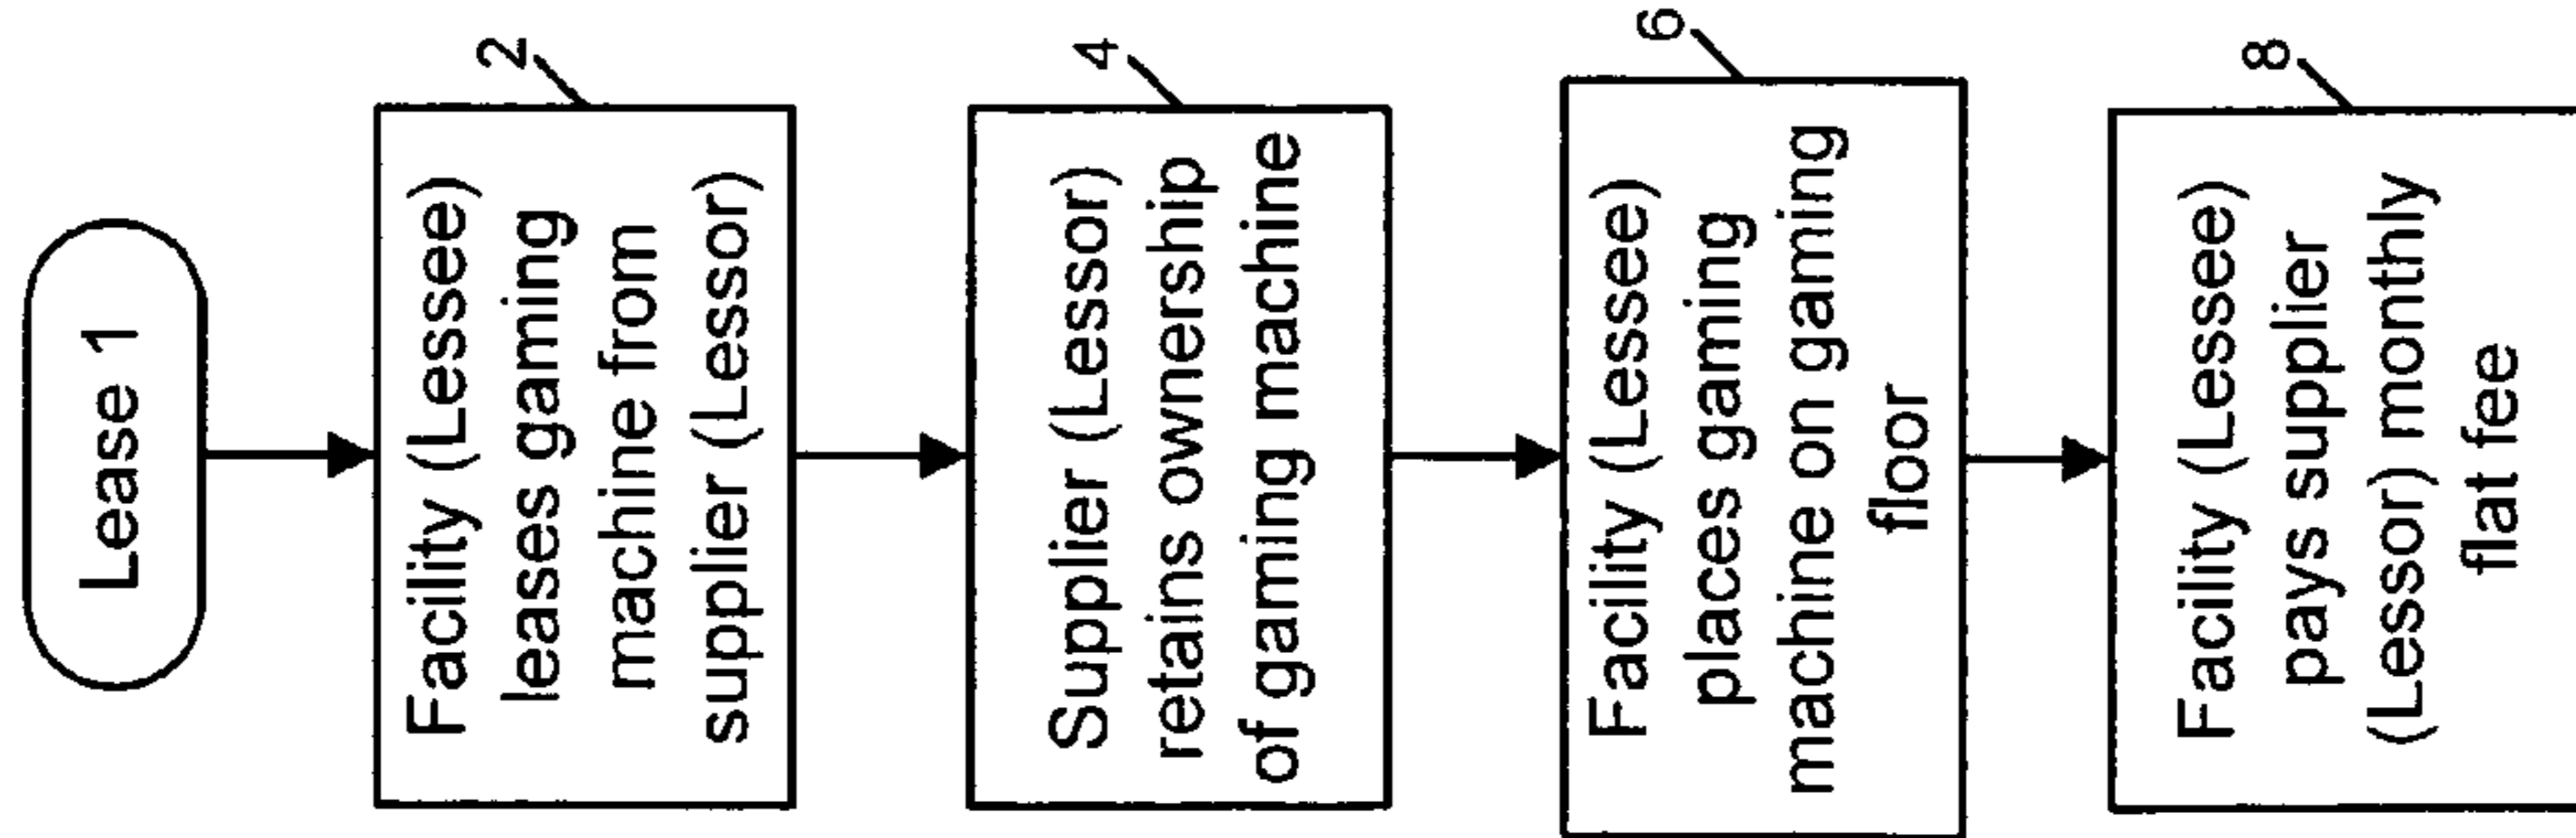 Lease 1
2
Facility (Lessee)
leases gaming
machine from
supplier (Lessor)
4
Supplier (Lessor)
retains ownership
of gaming machine
6
Facility (Lessee)
places gaming
machine on gaming
floor
8
Facility (Lessee)
pays supplier
(Lessor) monthly
flat fee